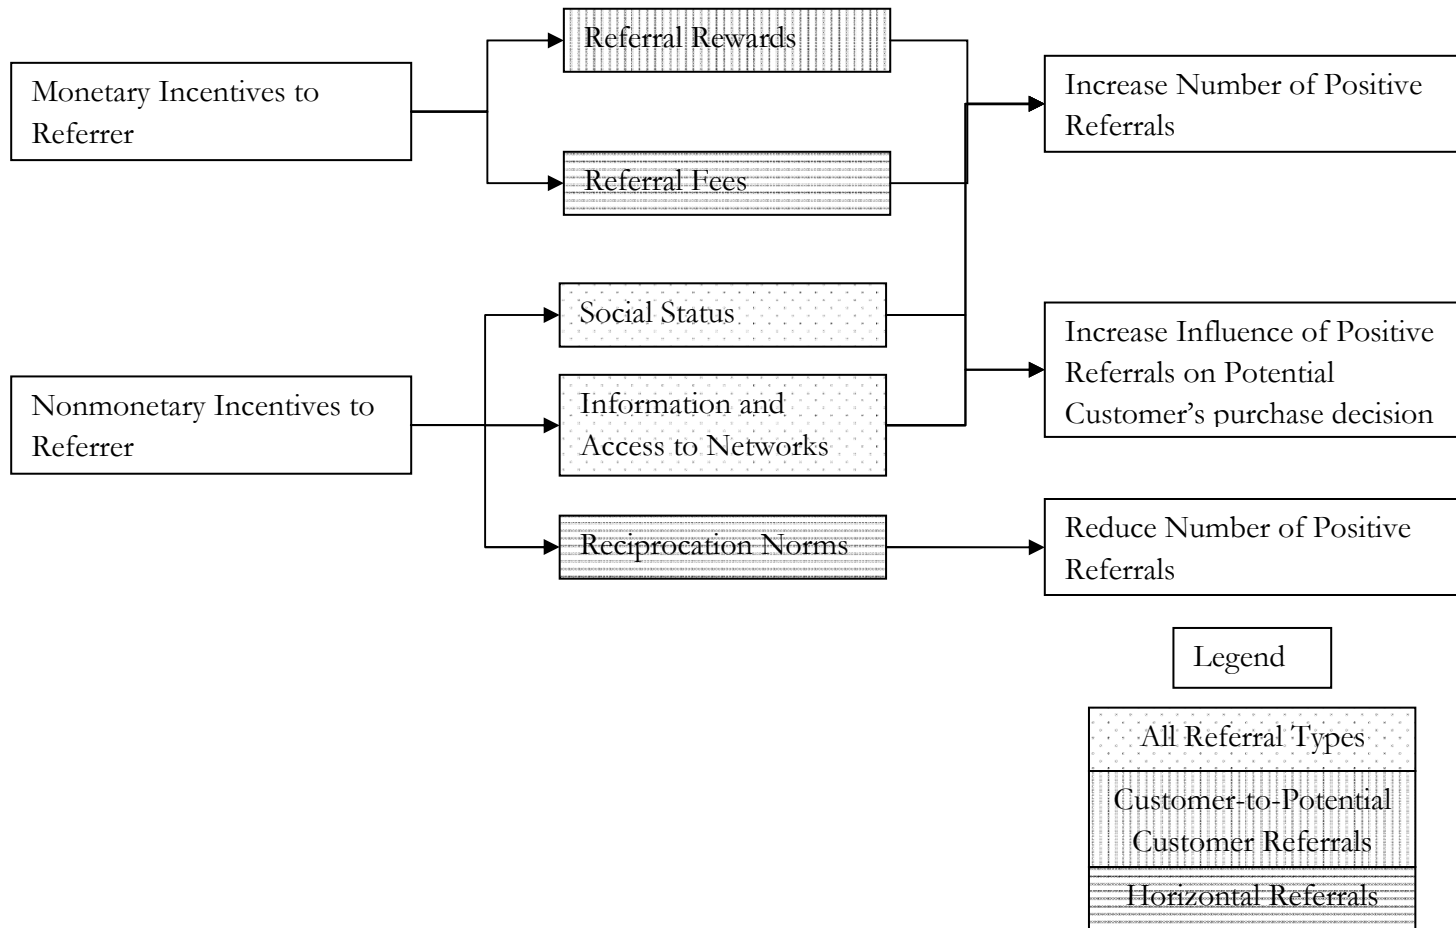 Referral Rewards
Monetary Incentives to
Referrer
Increase Number of Positive
Referrals
Referral Fees
Social Status
Increase Influence of Positive
Referrals on Potential
Customer's purchase decision
Nonmonetary Incentives to
Referrer
Information and
Access to Networks
Reciprocation Norms
Reduce Number of Positive
Referrals
Legend
All Referral Types
Customer-to-Potential
Customer Referrals
Horizontal Referrals